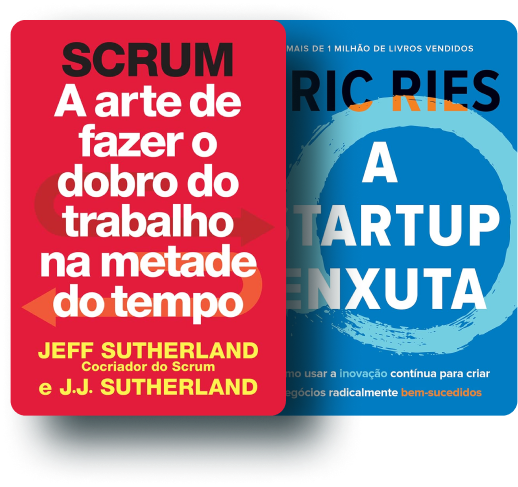 SCRUM
A arte de
fazer o
dobro do
trabalho
na metade
do tempo
JEFF SUTHERLAND
Cocriador do Scrum
e J.J. SUTHERLAND
MAIS DE 1 MILHÃO DE LIVROS VENDIDOS
RIC RIES
A
TARTUP
ENXUTA
mo usar a inovação contínua para criar
egócios radicalmente bem-sucedidos